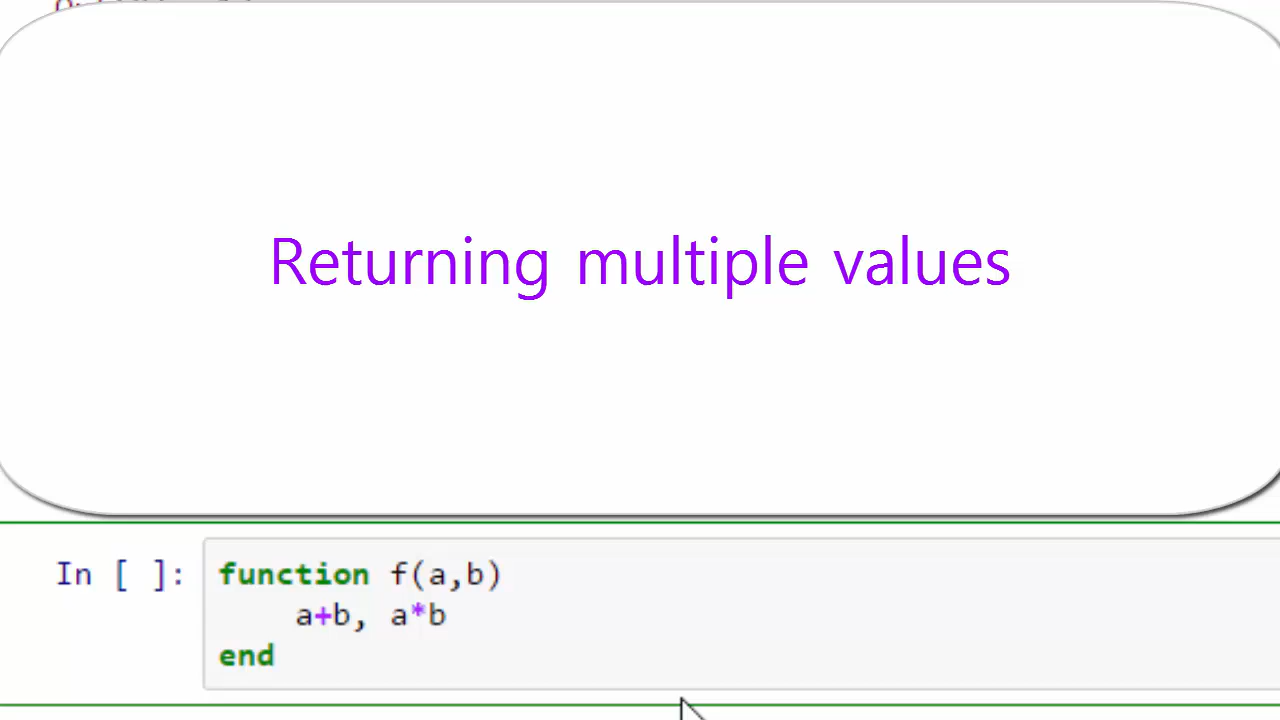 Returning multiple values
In [ ]: function f(a,b)
a+b, a*b
end